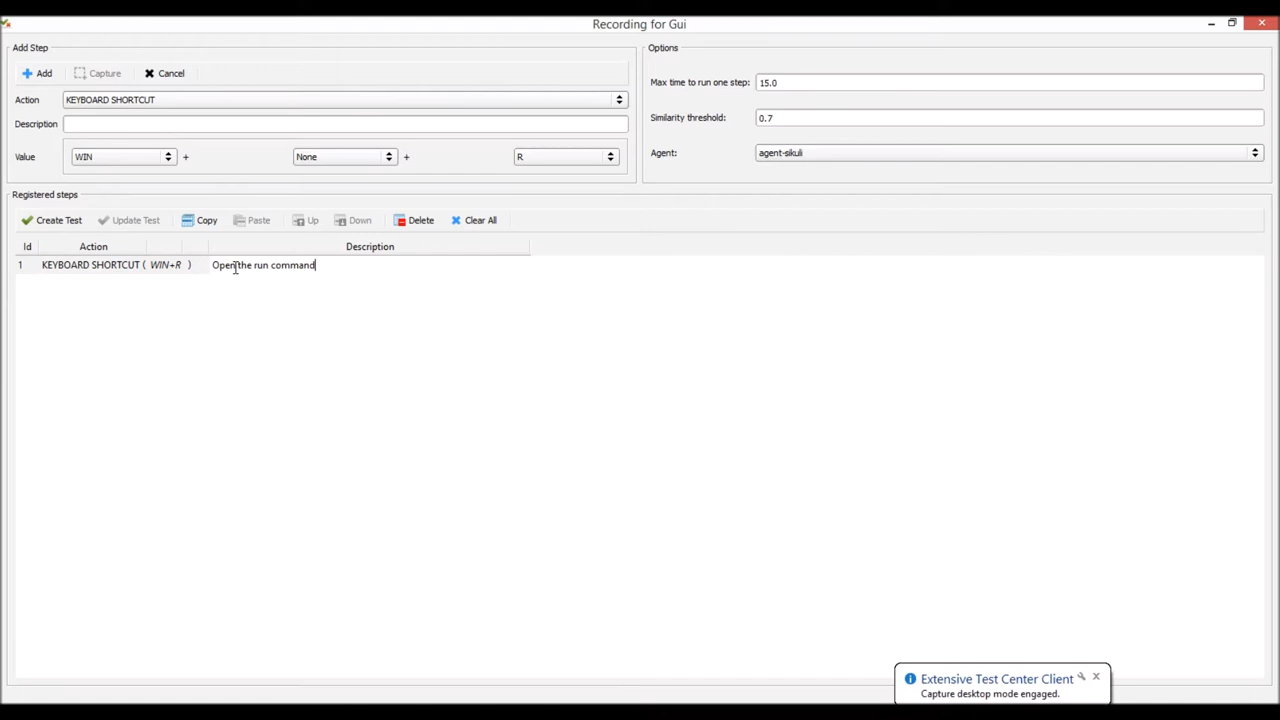 Recording for Gui
Add Step
Add Capture Cancel
Action KEYBOARD SHORTCUT
Description
Value WIN + None + R
Options
Max time to run one step: 15.0
Similarity threshold: 0.7
Agent: agent-sikuli
Registered steps
Create Test Update Test Copy Paste Up Down Delete Clear All
Id Action Description
1 KEYBOARD SHORTCUT ( WIN+R ) Open the run command
Extensive Test Center Client
Capture desktop mode engaged.